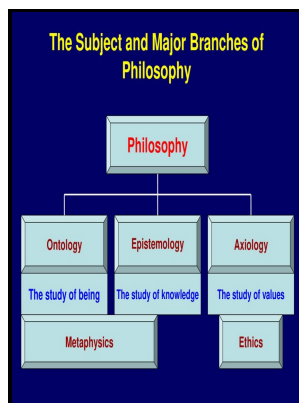 The Subject and Major Branches of
Philosophy
Philosophy
Ontology
Epistemology
Axiology
The study of being
The study of knowledge
The study of values
Metaphysics
Ethics